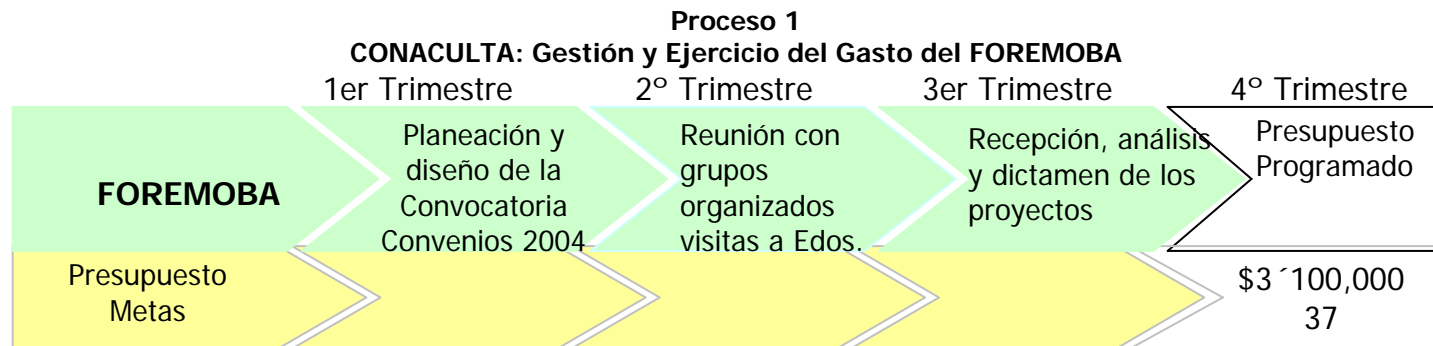 Proceso 1
CONACULTA: Gestión y Ejercicio del Gasto del FOREMOBA
1er Trimestre
2º Trimestre
3er Trimestre
4º Trimestre
FOREMOBA
Planeación y
diseño de la
Convocatoria
Convenios 2004
Reunión con
grupos
organizados
visitas a Edos.
Recepción, análisis
y dictamen de los
proyectos
Presupuesto
Programado
Presupuesto
Metas
$3´100,000
37